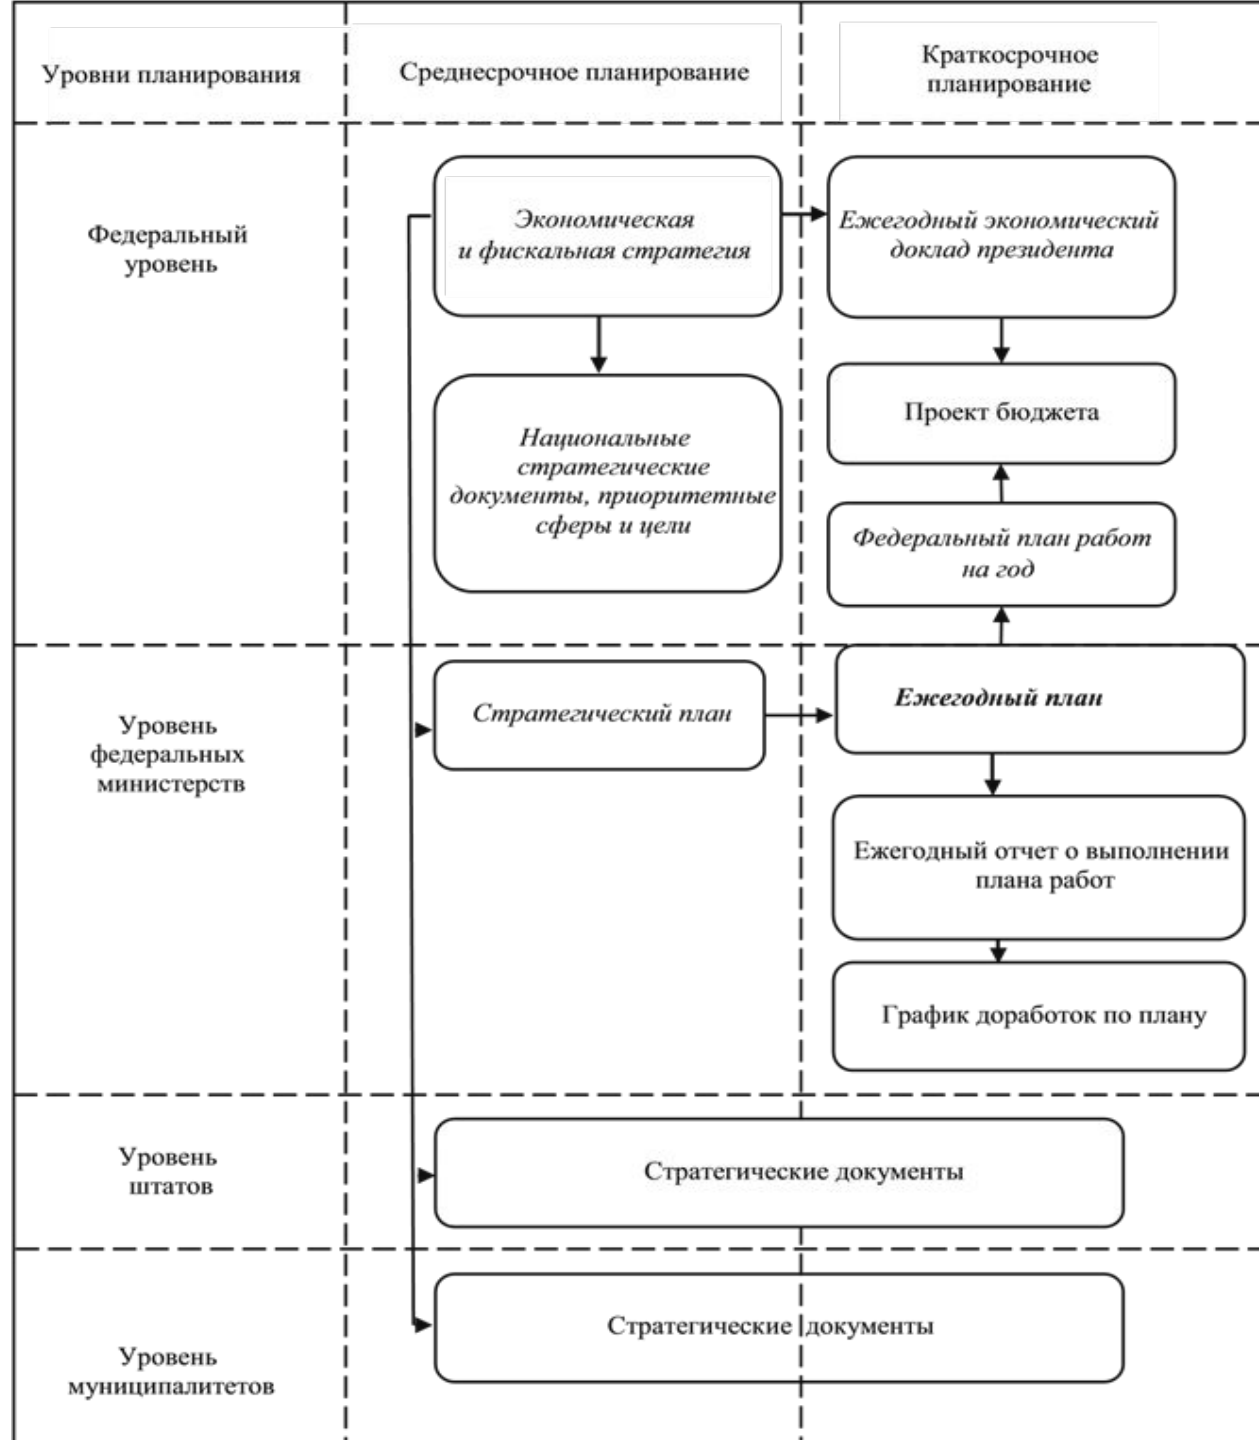 Уровни планирования
Среднесрочное планирование
Краткосрочное
планирование
Федеральный
уровень
Экономическая
и фискальная стратегия
Ежегодный экономический
доклад президента
Национальные
стратегические
документы, приоритетные
сферы и цели
Проект бюджета
Федеральный план работ
на год
Уровень
федеральных
министерств
Стратегический план
Ежегодный план
Ежегодный отчет о выполнении
плана работ
График доработок по плану
Уровень
штатов
Стратегические документы
Уровень
муниципалитетов
Стратегические документы